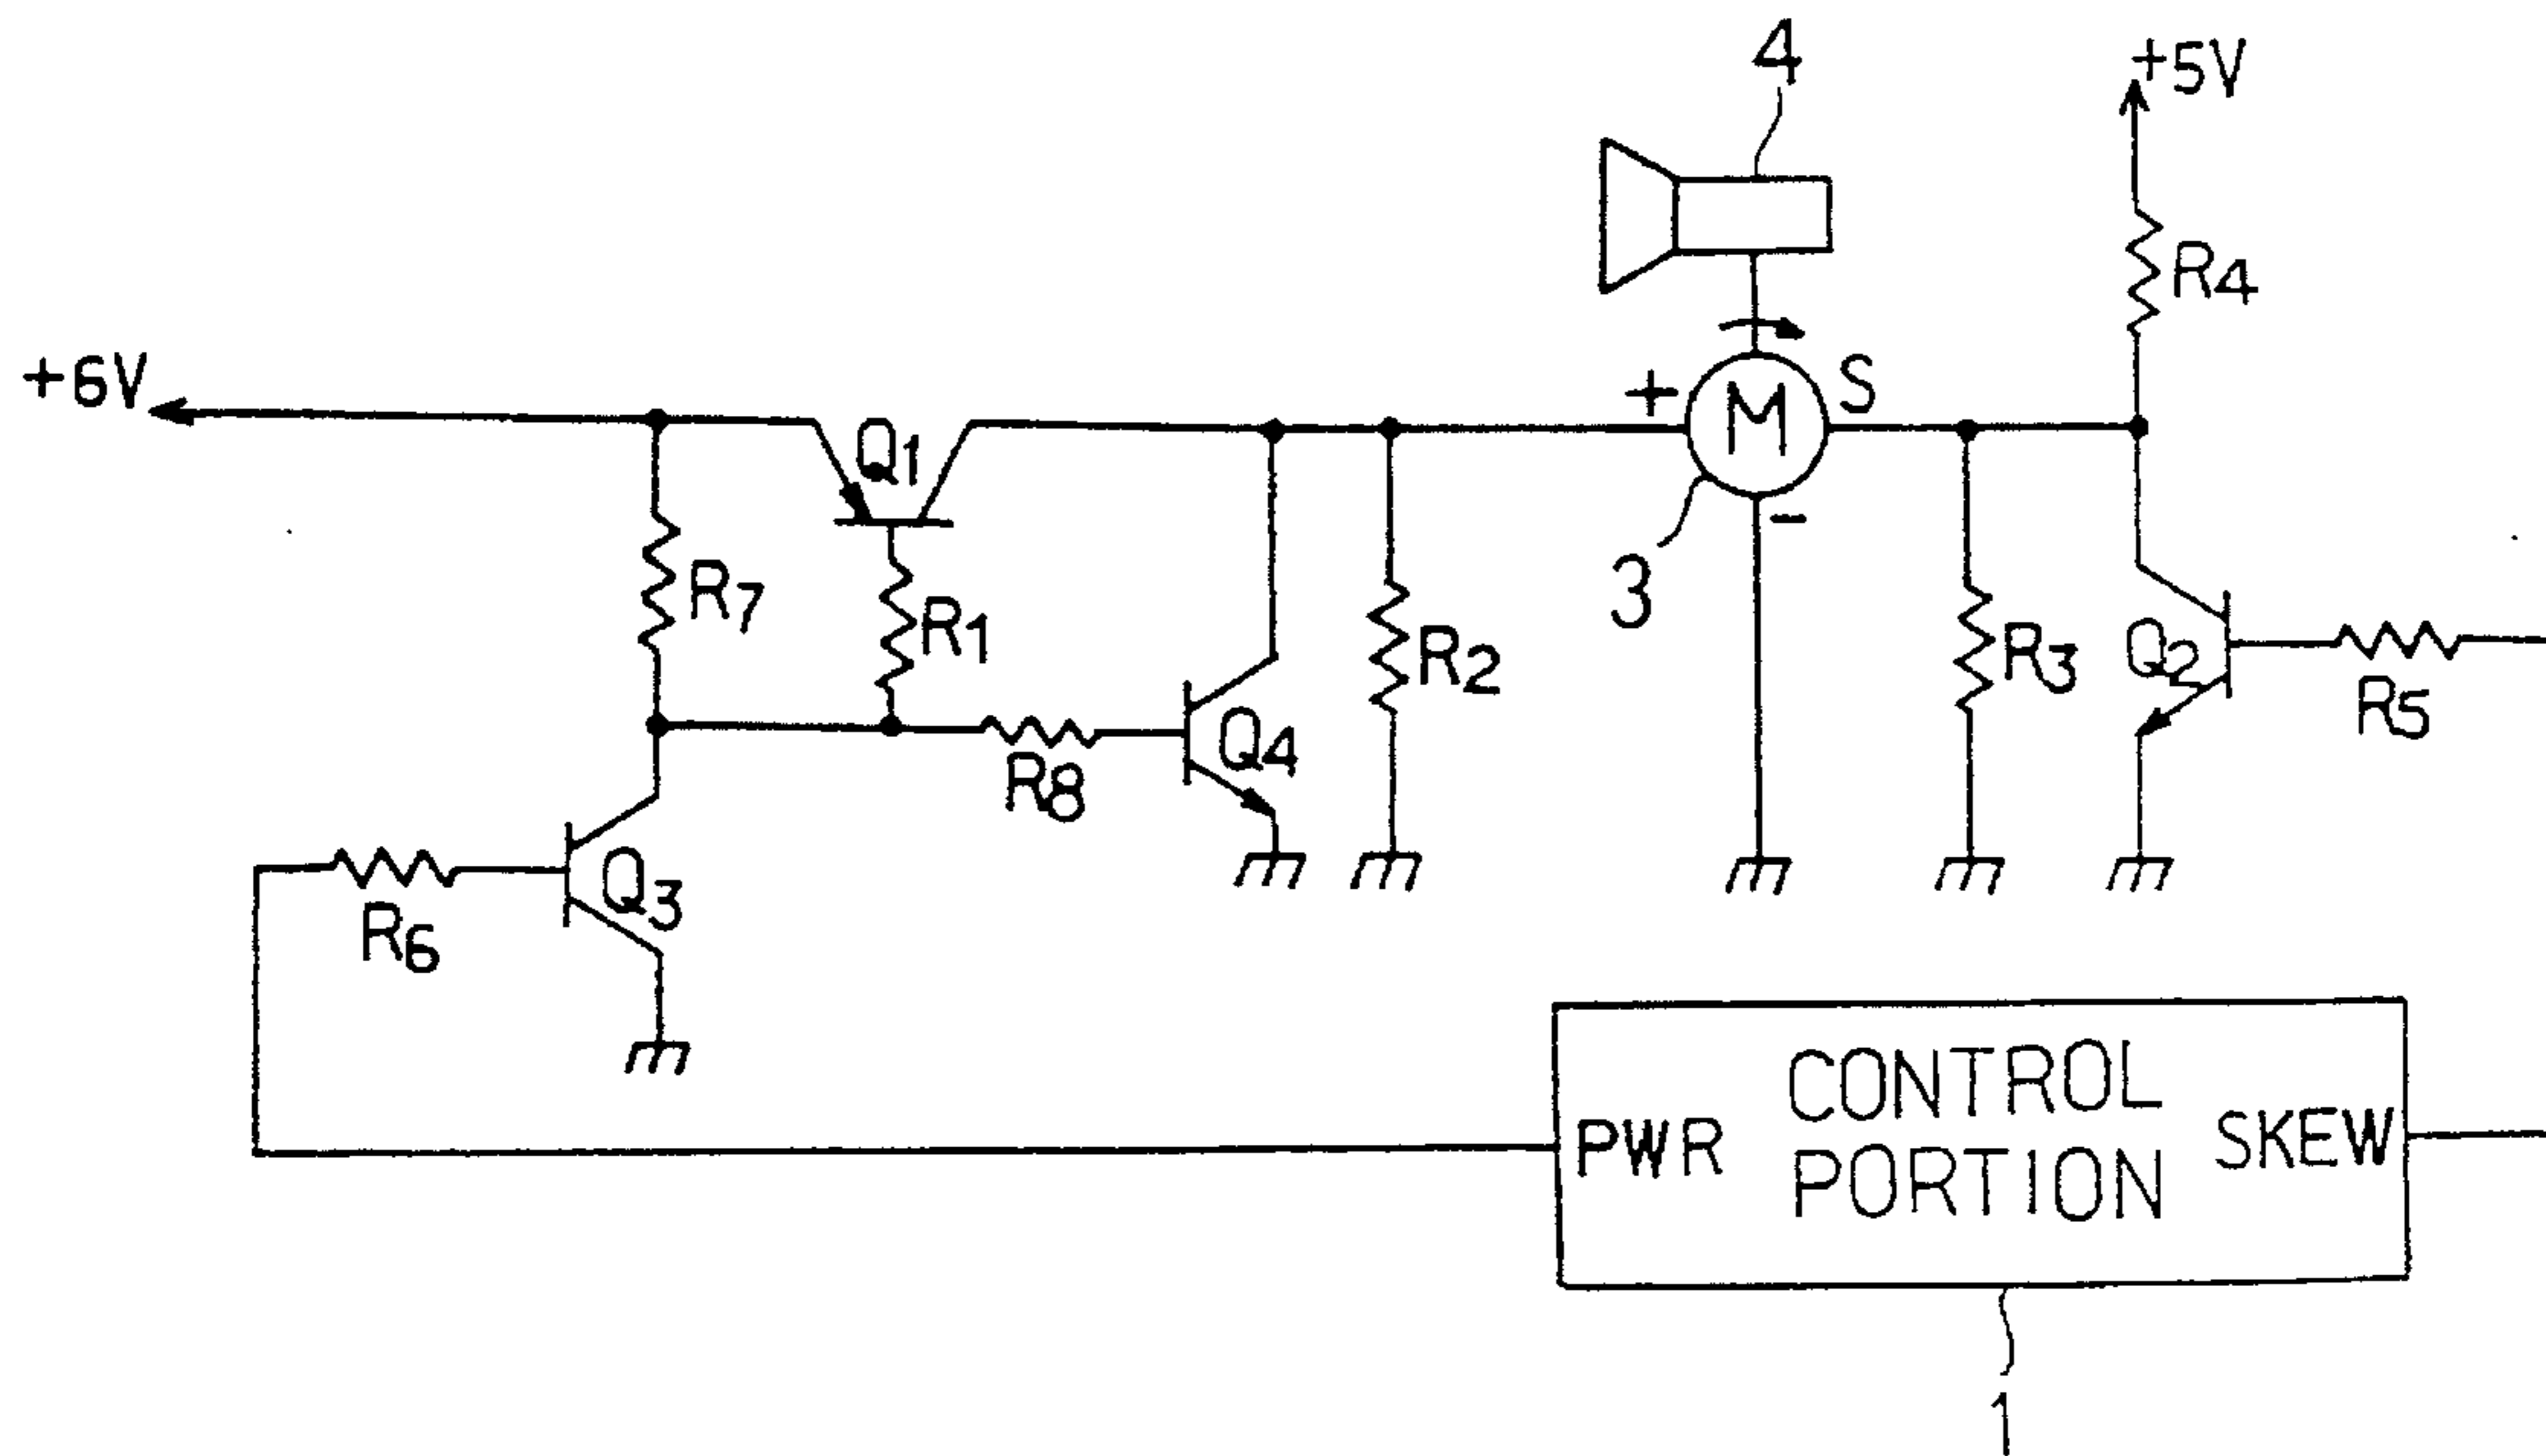 4
+5V
R4
+6V
Q1
+
M
S
-
3
R7
R1
R2
R3
Q2
R5
R8
Q4
R6
Q3
CONTROL
PORTION
PWR
SKEW
1